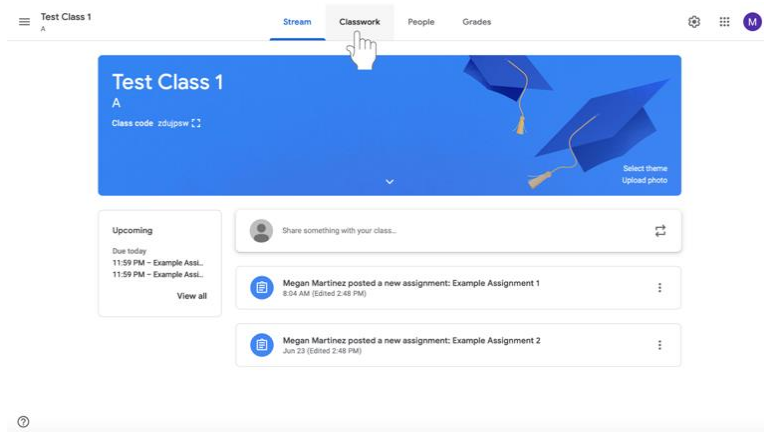 Test Class 1
A
Stream Classwork People Grades
M
Test Class 1
A
Class code zdujpsw
Select theme
Upload photo
Upcoming
Due today
11:59 PM – Example Assi...
11:59 PM – Example Assi...
View all
Share something with your class...
Megan Martinez posted a new assignment: Example Assignment 1
8:04 AM (Edited 2:48 PM)
Megan Martinez posted a new assignment: Example Assignment 2
Jun 23 (Edited 2:48 PM)